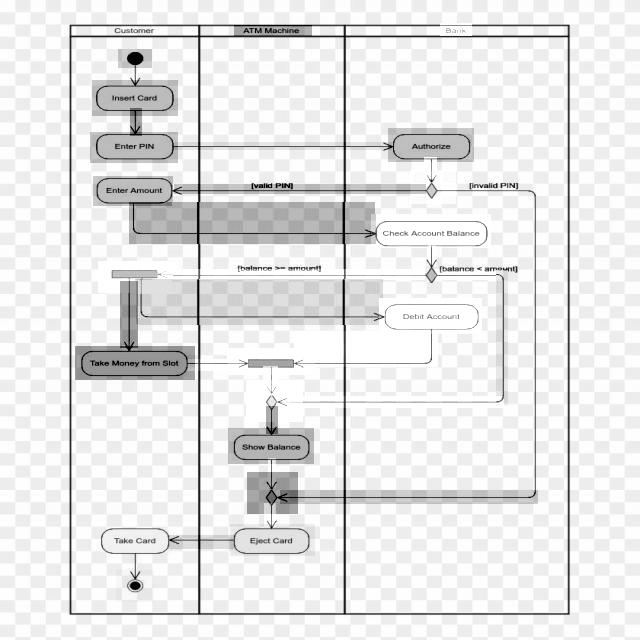 Customer
ATM Machine
Bank
Insert Card
Enter PIN
Authorize
Enter Amount
[valid PIN]
[invalid PIN]
Check Account Balance
[balance >= amount]
[balance < amount]
Debit Account
Take Money from Slot
Show Balance
Take Card
Eject Card